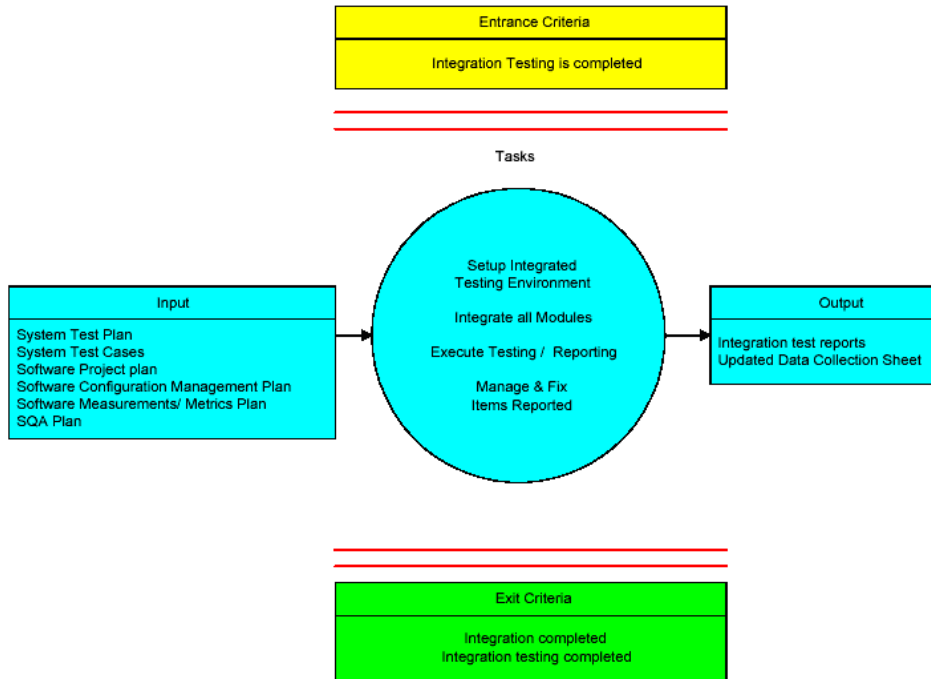 Entrance Criteria
Integration Testing is completed
Tasks
Setup Integrated
Testing Environment
Integrate all Modules
Execute Testing /  Reporting
Manage & Fix
Items Reported
Input
System Test Plan
System Test Cases
Software Project plan
Software Configuration Management Plan
Software Measurements/ Metrics Plan
SQA Plan
Output
Integration test reports
Updated Data Collection Sheet
Exit Criteria
Integration completed
Integration testing completed